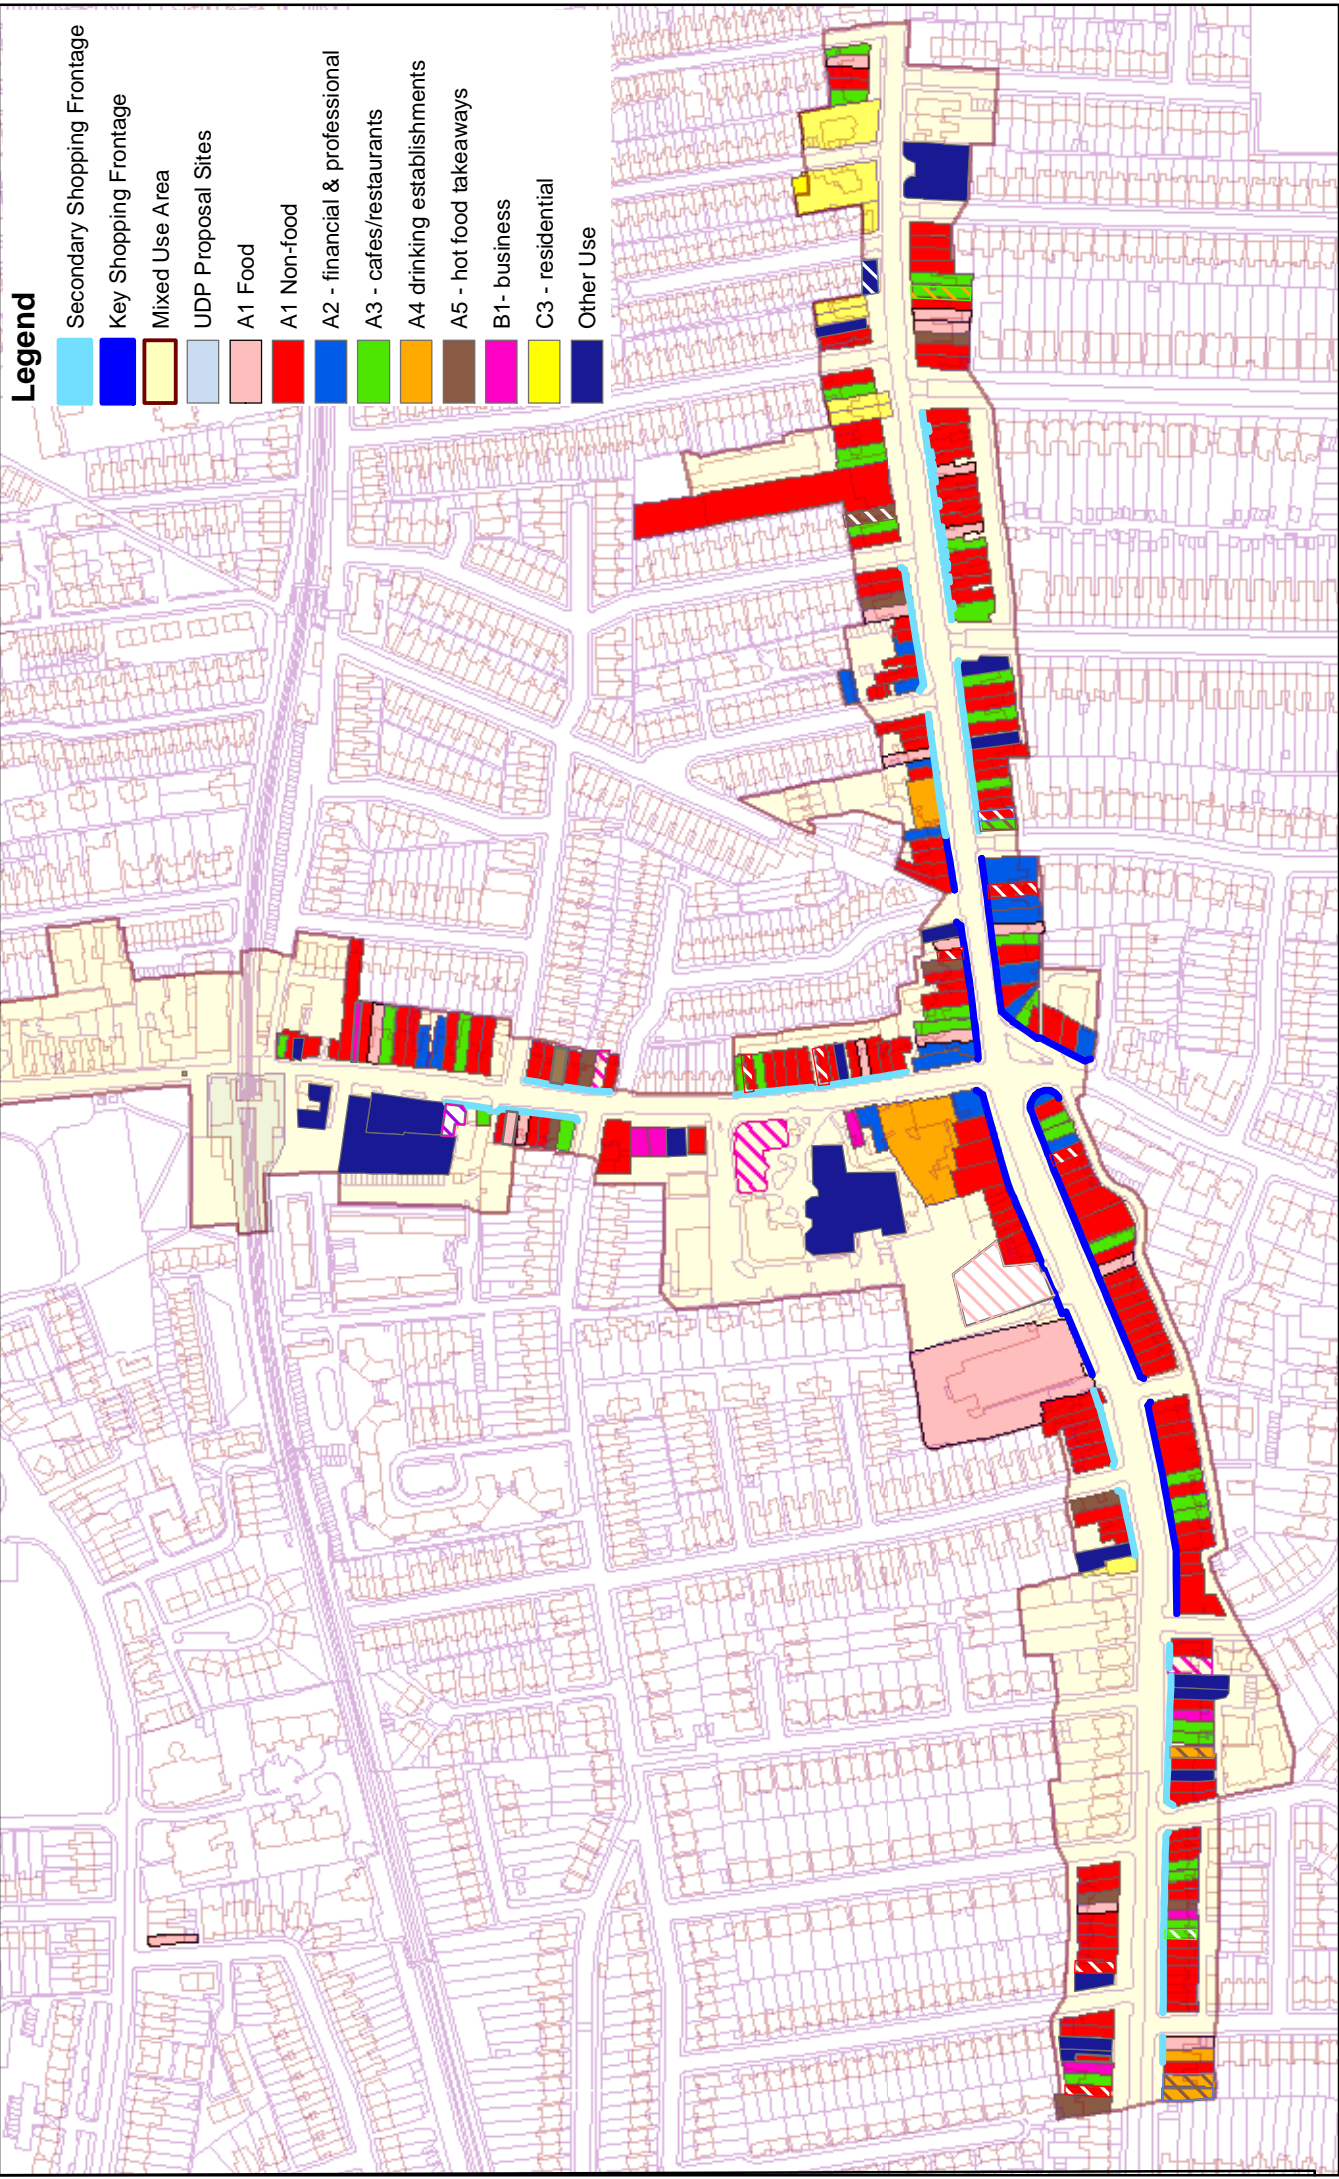 Legend
Secondary Shopping Frontage
Key Shopping Frontage
Mixed Use Area
UDP Proposal Sites
A1 Food
A1 Non-food
A2 - financial & professional
A3 - cafes/restaurants
A4 drinking establishments
A5 - hot food takeaways
B1- business
C3 - residential
Other Use